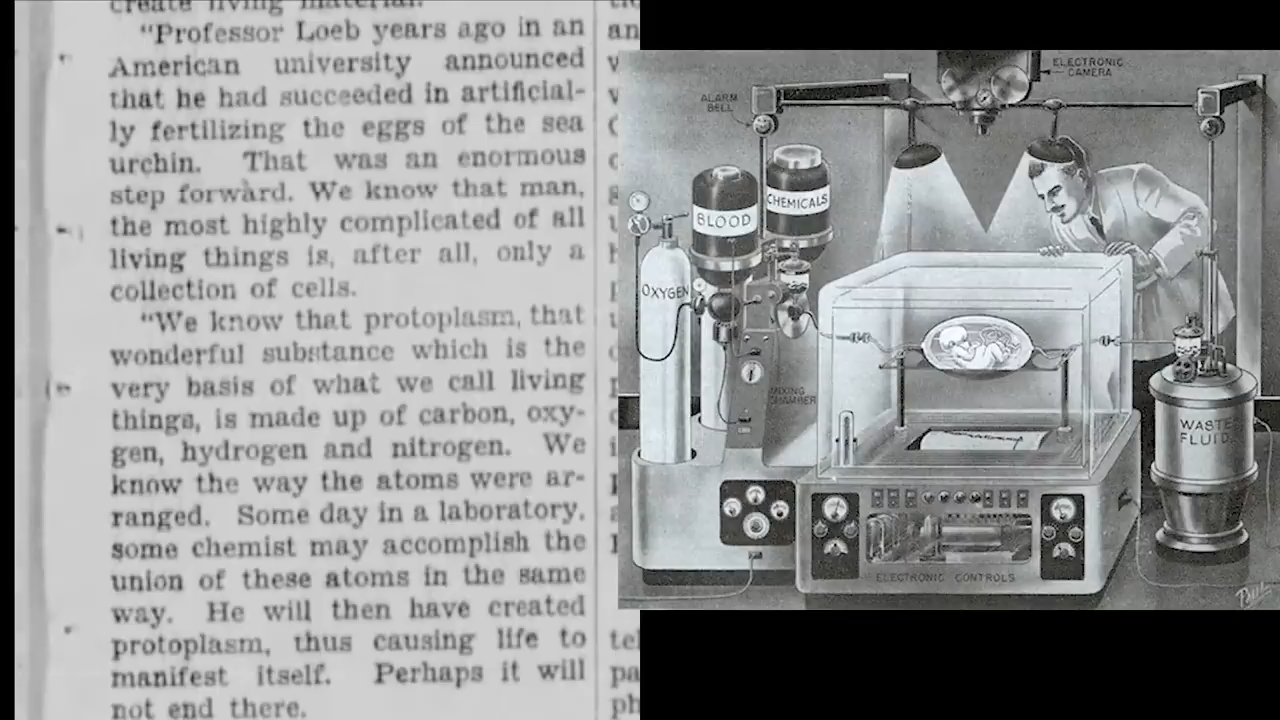 create living material.
"Professor Loeb years ago in an
American university announced
that he had succeeded in artificial-
ly fertilizing the eggs of the sea
urchin. That was an enormous
step forward. We know that man,
the most highly complicated of all
living things is, after all, only a
collection of cells.
"We know that protoplasm, that
wonderful substance which is the
very basis of what we call living
things, is made up of carbon, oxy-
gen, hydrogen and nitrogen. We
know the way the atoms were ar-
ranged. Some day in a laboratory,
some chemist may accomplish the
union of these atoms in the same
way. He will then have created
protoplasm, thus causing life to
manifest itself. Perhaps it will
not end there.
ELECTRONIC
CAMERA
ALARM
BELL
BLOOD
CHEMICALS
OXYGEN
MIXING
CHAMBER
WASTE
FLUID
ELECTRONIC CONTROLS